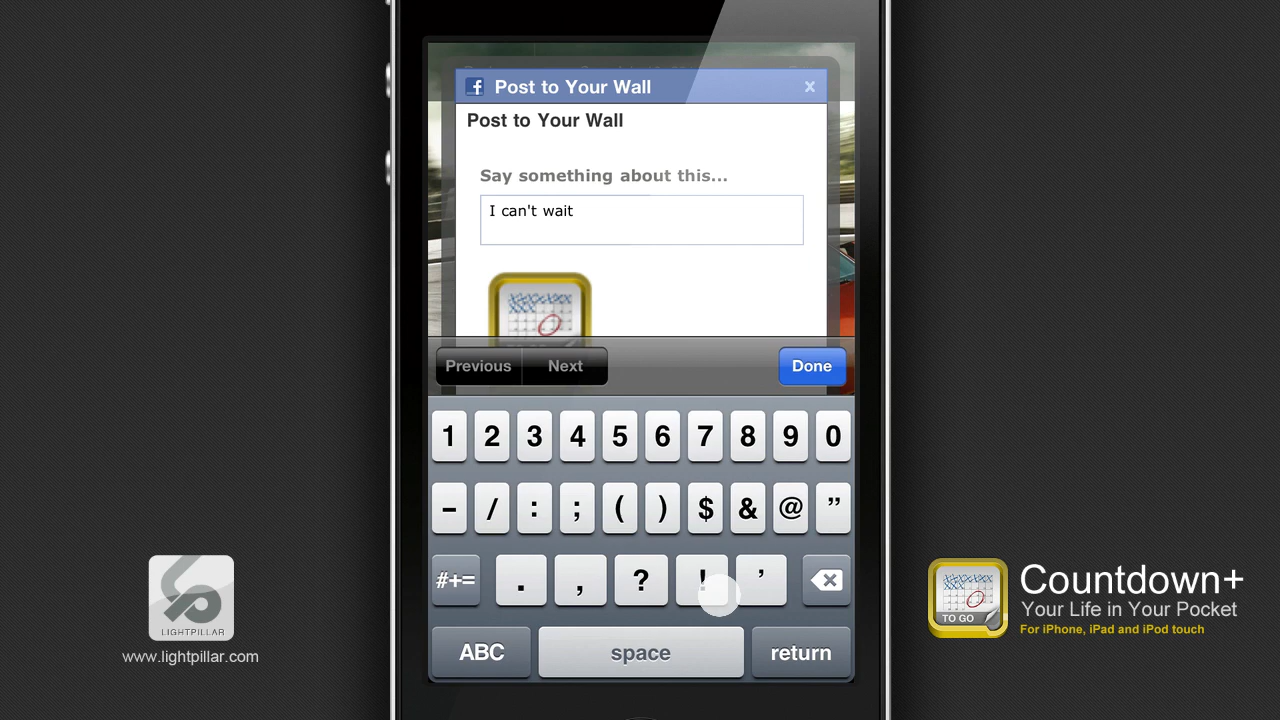 Post to Your Wall
x
Post to Your Wall
Say something about this...
I can't wait
Previous Next Done
1 2 3 4 5 6 7 8 9 0
- / : ; ( ) $ & @ ”
#+= . , ? ! ’
ABC space return
LIGHTPILLAR
www.lightpillar.com
TO GO
Countdown+
Your Life in Your Pocket
For iPhone, iPad and iPod touch